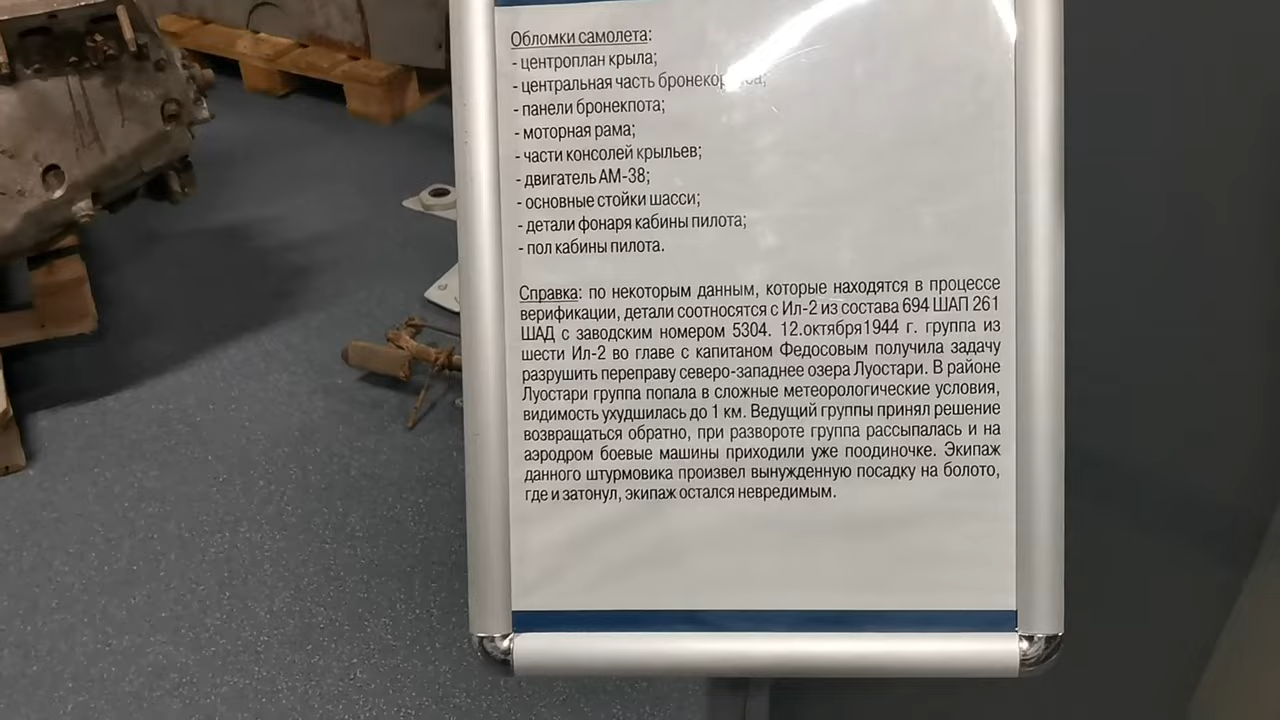 Обломки самолета:
- центроплан крыла;
- центральная часть
- панели бронекпота;
- моторная рама;
- части консолей крыльев;
- двигатель АМ-38;
- основные стойки шасси;
- детали фонаря кабины пилота;
- пол кабины пилота.
Справка: по некоторым данным, которые находятся в процессе
верификации, детали соотносятся с Ил-2 из состава 694 ШАП 261
ШАД с заводским номером 5304. 12.октября1944 г. группа из
шести Ил-2 во главе с капитаном Федосовым получила задачу
разрушить переправу северо-западнее озера Луостари. В районе
Луостари группа попала в сложные метеорологические условия,
видимость ухудшилась до 1 км. Ведущий группы принял решение
возвращаться обратно, при развороте группа рассыпалась и на
аэродром боевые машины приходили уже поодиночке. Экипаж
данного штурмовика произвел вынужденную посадку на болото,
где и затонул, экипаж остался невредимым.